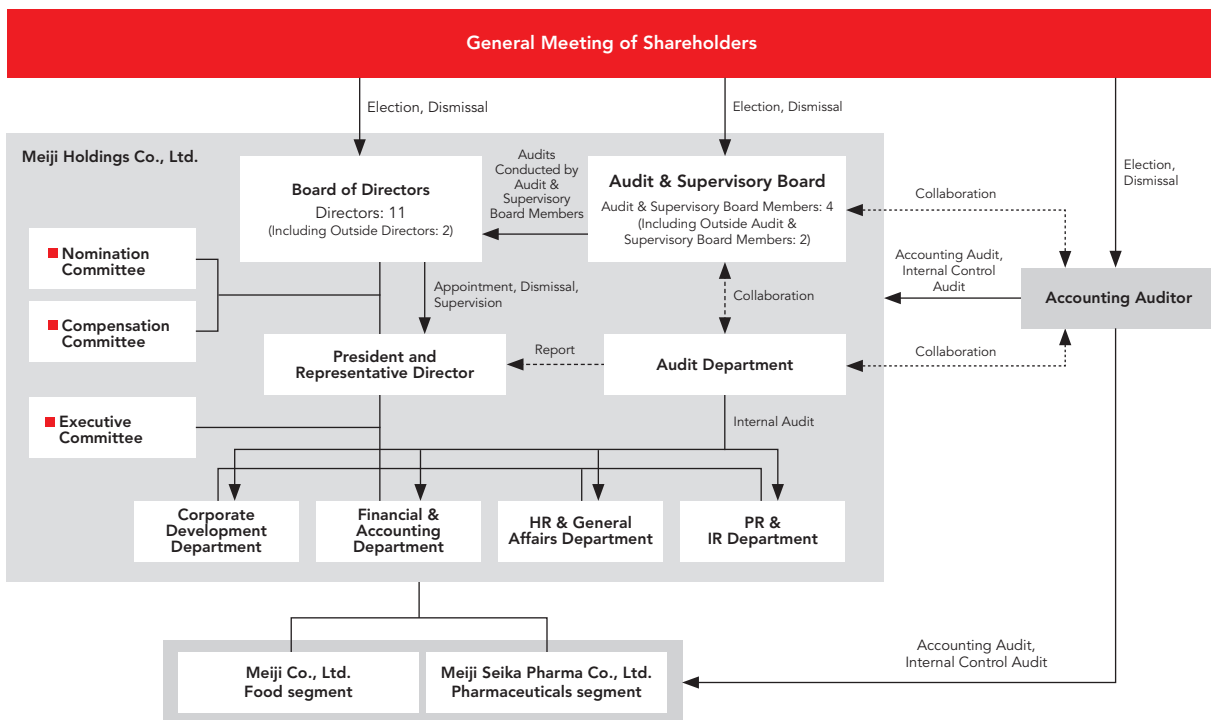 General Meeting of Shareholders
Election, Dismissal
Election, Dismissal
Election,
Dismissal
Meiji Holdings Co., Ltd.
Board of Directors
Directors: 11
(Including Outside Directors: 2)
Audits
Conducted by
Audit &
Supervisory
Board Members
Audit & Supervisory Board
Audit & Supervisory Board Members: 4
(Including Outside Audit &
Supervisory Board Members: 2)
Collaboration
Nomination
Committee
Compensation
Committee
Appointment, Dismissal,
Supervision
Collaboration
Accounting Audit,
Internal Control
Audit
Accounting Auditor
President and
Representative Director
Report
Audit Department
Collaboration
Executive
Committee
Internal Audit
Corporate
Development
Department
Financial &
Accounting
Department
HR & General
Affairs Department
PR &
IR Department
Meiji Co., Ltd.
Food segment
Meiji Seika Pharma Co., Ltd.
Pharmaceuticals segment
Accounting Audit,
Internal Control Audit